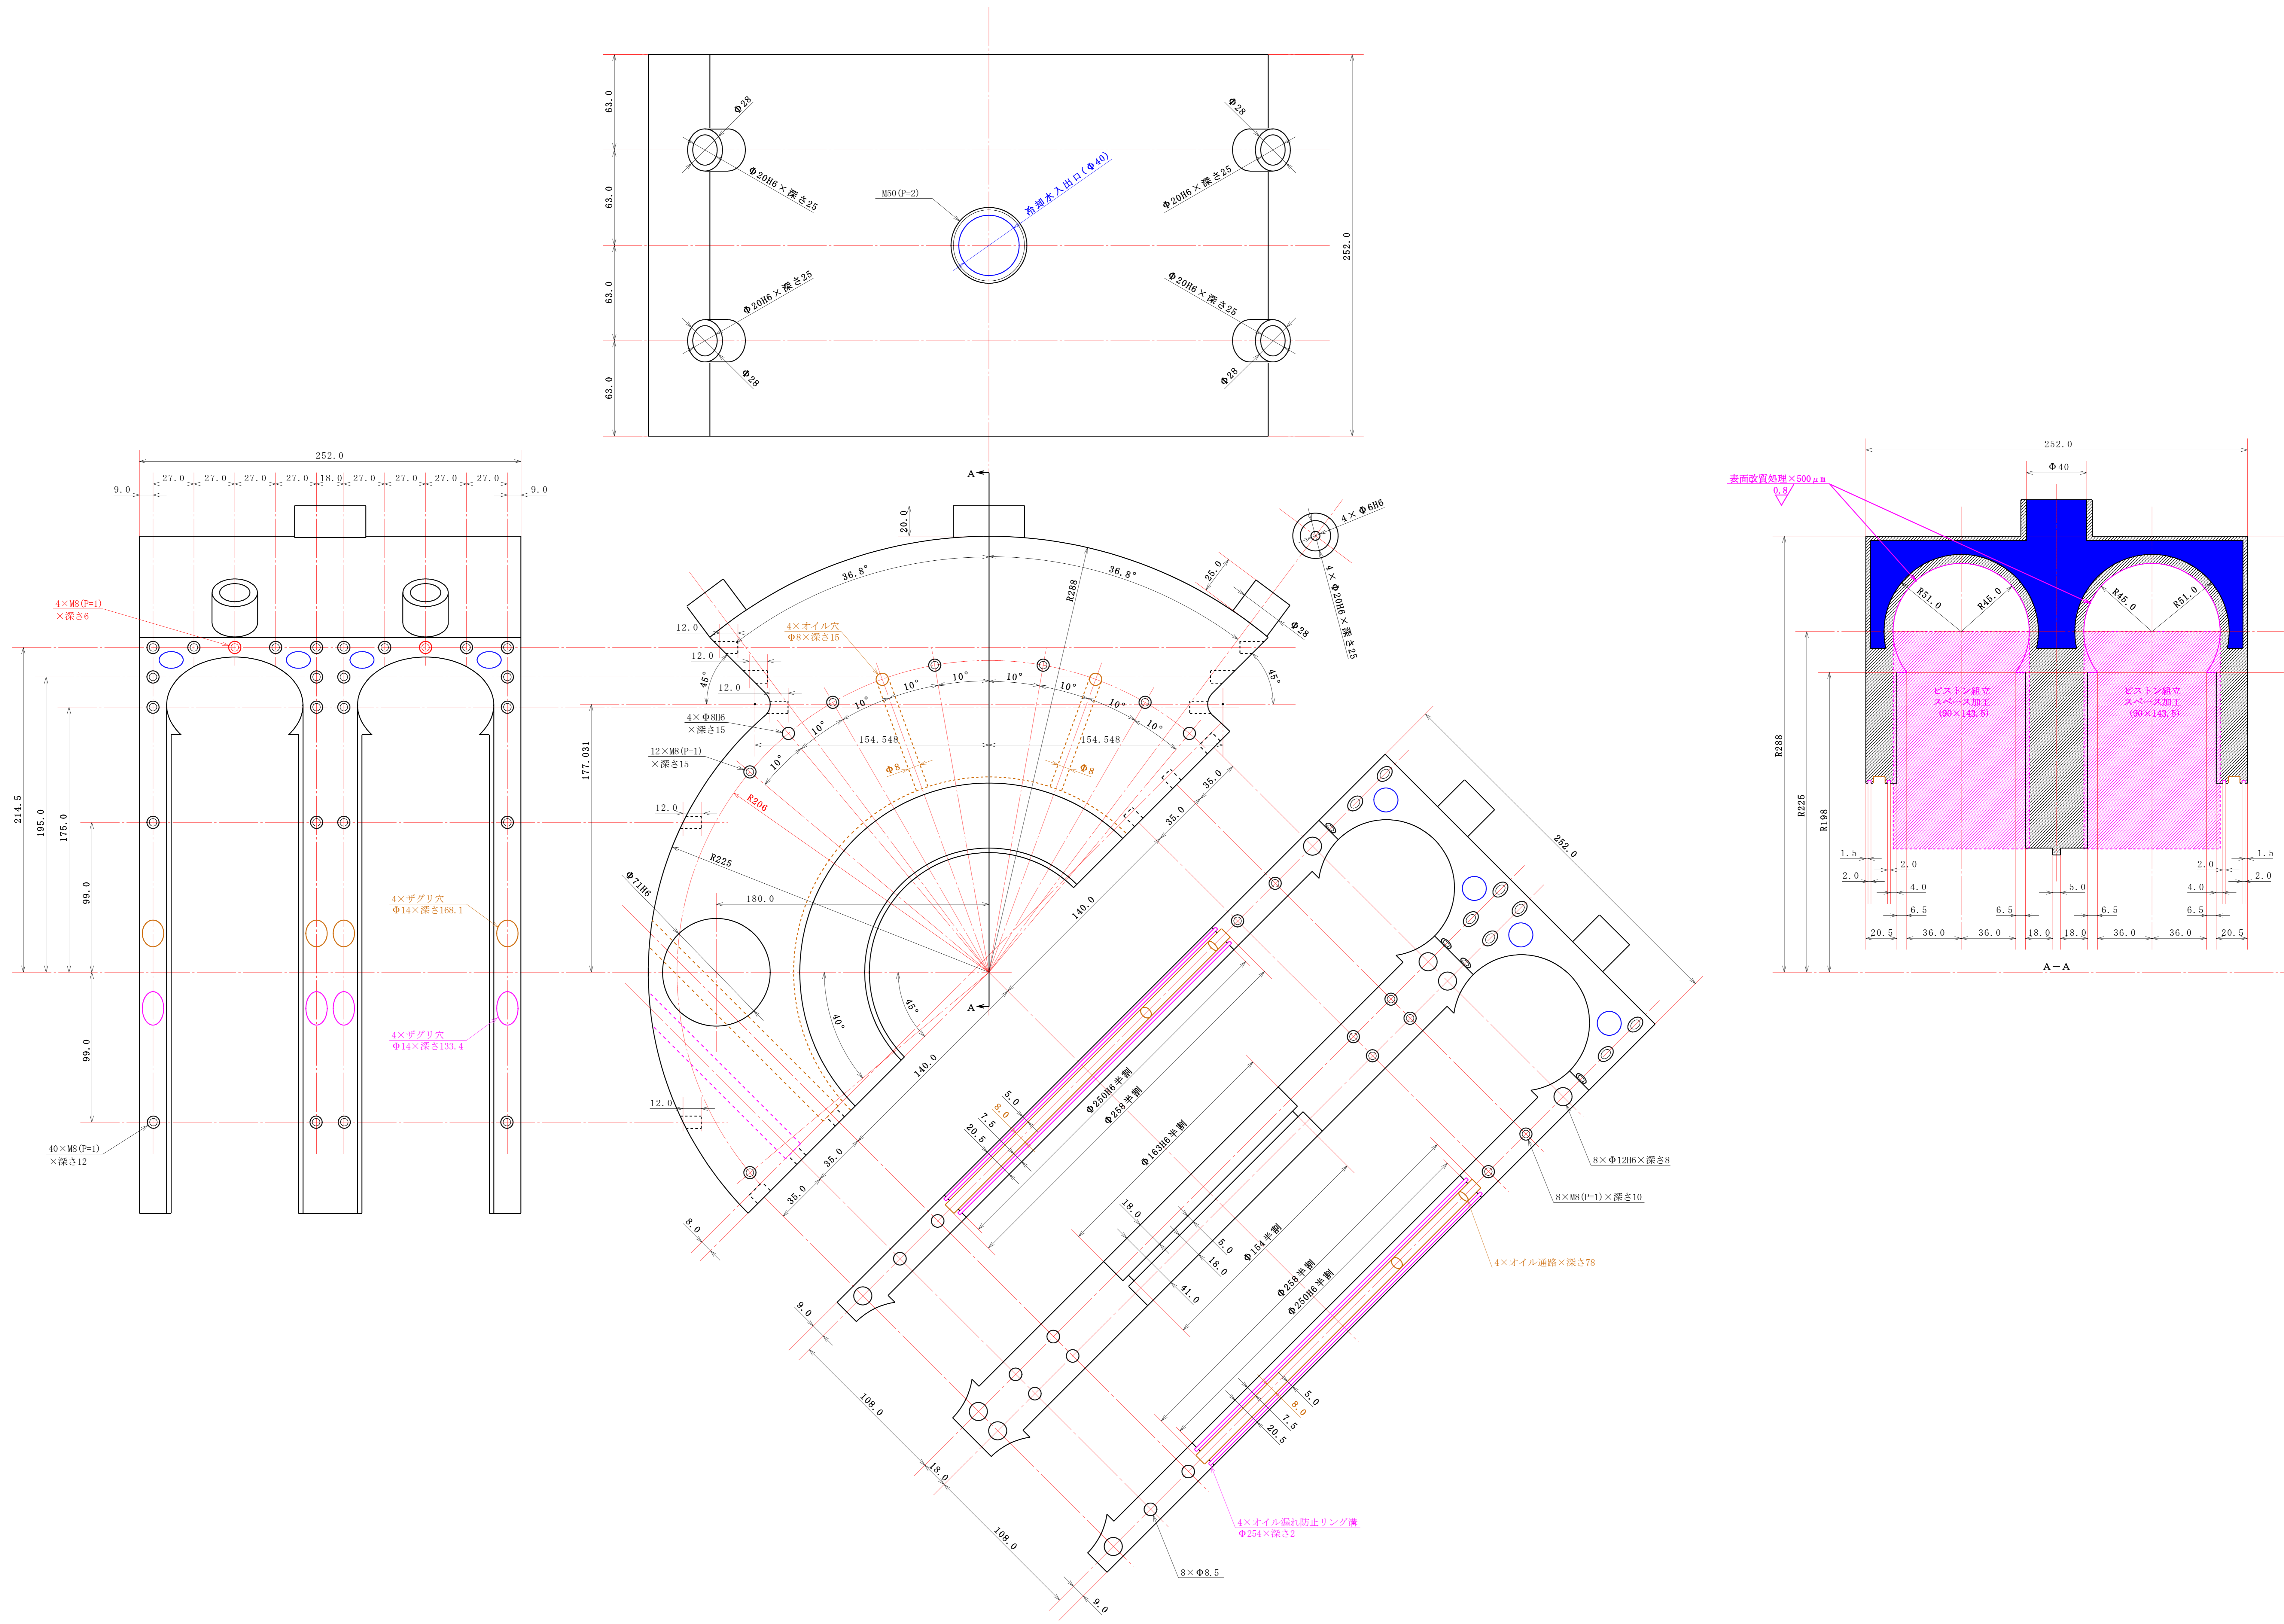 63.0
63.0
63.0
63.0
252.0
Φ28
Φ28
Φ20H6×深さ25
Φ20H6×深さ25
M50(P=2)
冷却水入出口(Φ40)
Φ20H6×深さ25
Φ20H6×深さ25
Φ28
Φ28
252.0
27.0
27.0
27.0
27.0
18.0
27.0
27.0
27.0
27.0
9.0
9.0
4×M8(P=1)
×深さ6
214.5
195.0
175.0
99.0
99.0
4×ザグリ穴
Φ14×深さ168.1
4×ザグリ穴
Φ14×深さ133.4
40×M8(P=1)
×深さ12
A
20.0
36.8°
36.8°
R288
25.0
Φ28
4×Φ6H6
4×Φ20H6×深さ25
12.0
12.0
12.0
45°
45°
4×オイル穴
Φ8×深さ15
10°
10°
10°
10°
10°
10°
10°
10°
10°
4×Φ8H6
×深さ15
12×M8(P=1)
×深さ15
154.548
154.548
177.031
Φ8
Φ8
R206
12.0
R225
Φ71H6
180.0
40°
45°
A
12.0
8.0
35.0
35.0
140.0
140.0
35.0
35.0
252.0
5.0
8.0
7.5
20.5
Φ250H6半割
Φ258半割
Φ163H6半割
18.0
5.0
18.0
41.0
Φ154半割
Φ258半割
Φ250H6半割
5.0
8.0
7.5
20.5
8×Φ12H6×深さ8
8×M8(P=1)×深さ10
4×オイル通路×深さ78
4×オイル漏れ防止リング溝
Φ254×深さ2
8×Φ8.5
9.0
108.0
18.0
108.0
9.0
252.0
Φ40
表面改質処理×500μm
0.8
R51.0
R45.0
R45.0
R51.0
ピストン組立
スペース加工
(90×143.5)
ピストン組立
スペース加工
(90×143.5)
R288
R225
R198
1.5
2.0
2.0
4.0
6.5
6.5
5.0
6.5
6.5
4.0
2.0
2.0
1.5
20.5
36.0
36.0
18.0
18.0
36.0
36.0
20.5
A－A